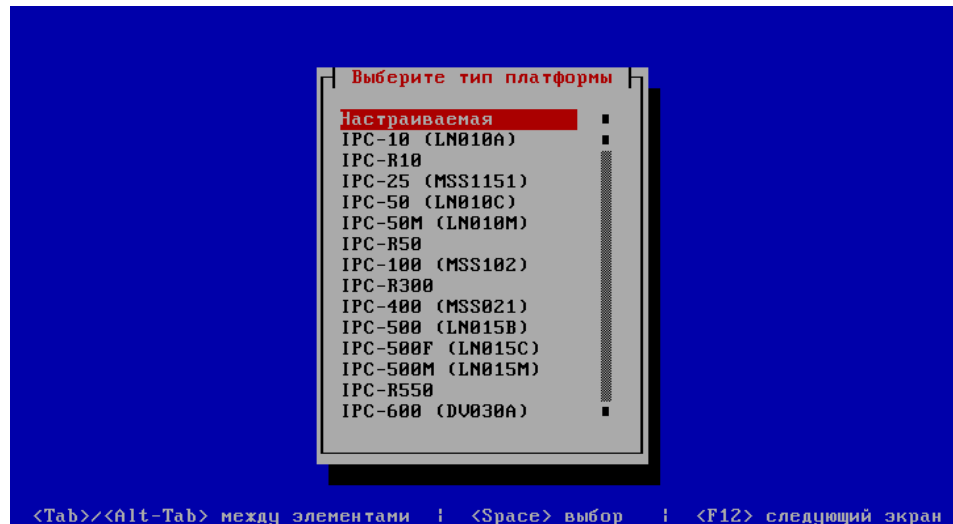 Выберите тип платформы
Настраиваемая
IPC-10 (LN010A)
IPC-R10
IPC-25 (MSS1151)
IPC-50 (LN010C)
IPC-50M (LN010M)
IPC-R50
IPC-100 (MSS102)
IPC-R300
IPC-400 (MSS021)
IPC-500 (LN015B)
IPC-500F (LN015C)
IPC-500M (LN015M)
IPC-R550
IPC-600 (DV030A)
<Tab>/<Alt-Tab> между элементами ¦ <Space> выбор ¦ <F12> следующий экран